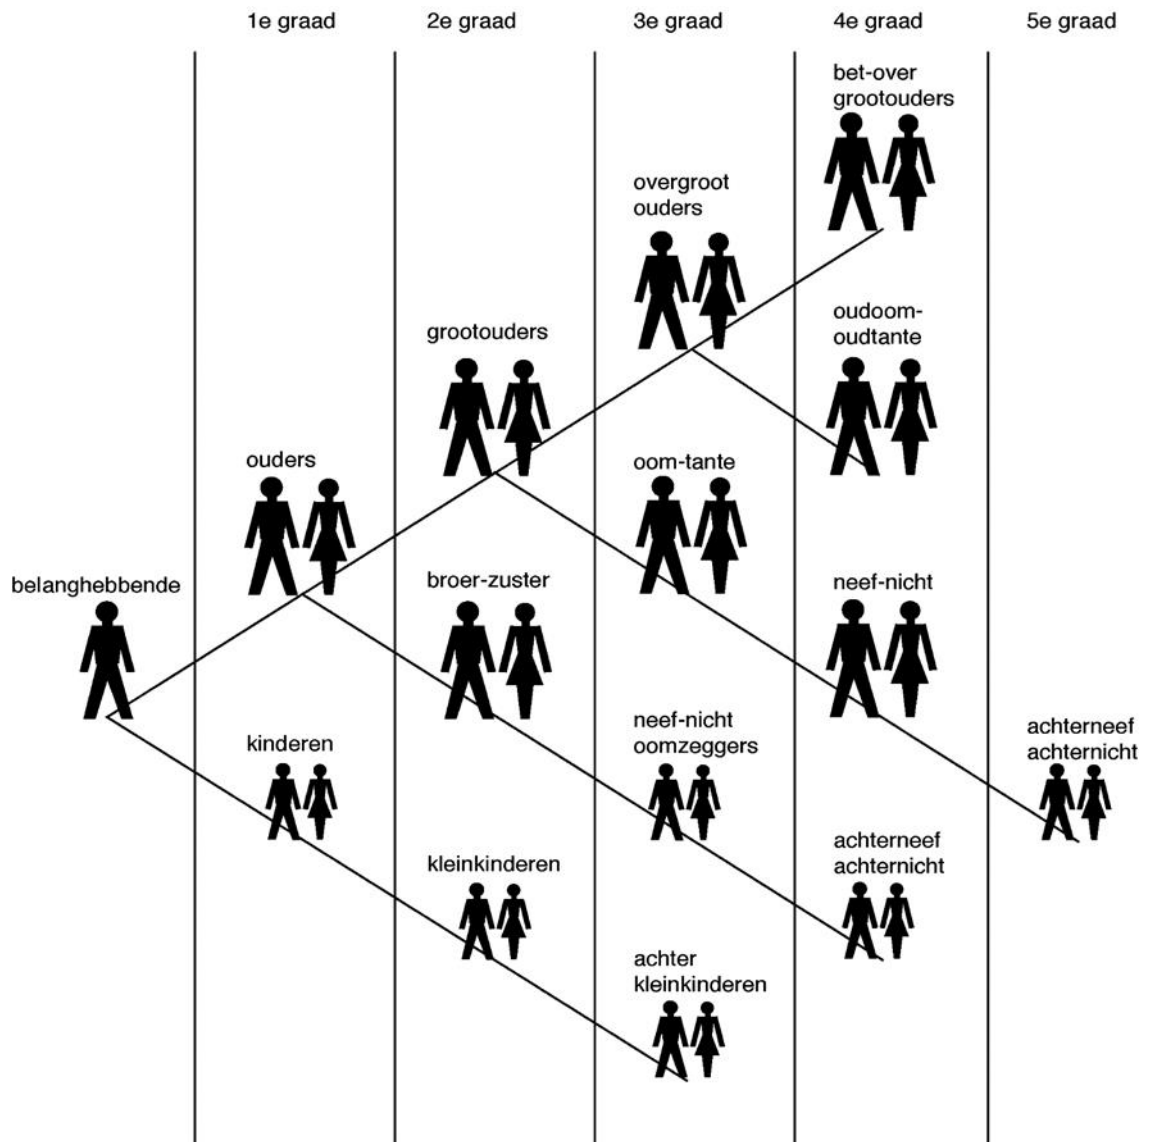 1e graad
2e graad
3e graad
4e graad
5e graad
bet-over
grootouders
overgroot
ouders
oudoom-
oudtante
grootouders
ouders
oom-tante
belanghebbende
broer-zuster
neef-nicht
kinderen
neef-nicht
oomzeggers
achterneef
achternicht
kleinkinderen
achterneef
achternicht
achter
kleinkinderen